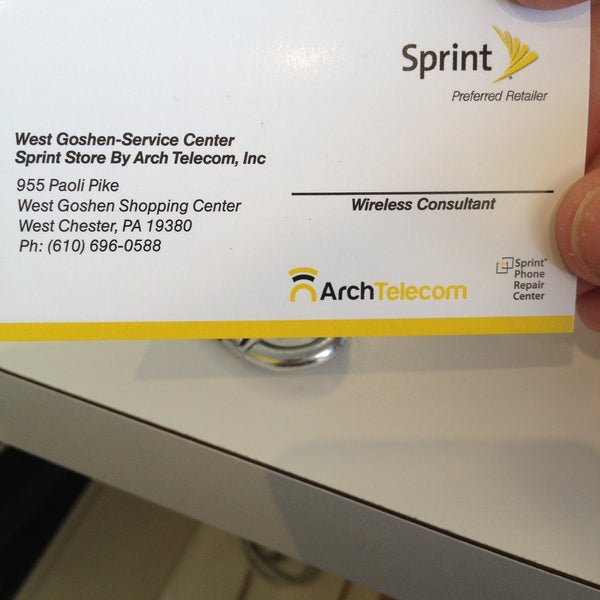 Sprint
Preferred Retailer
West Goshen-Service Center
Sprint Store By Arch Telecom, Inc
955 Paoli Pike
West Goshen Shopping Center
West Chester, PA 19380
Ph: (610) 696-0588
Wireless Consultant
ArchTelecom
Sprint®
Phone
Repair
Center